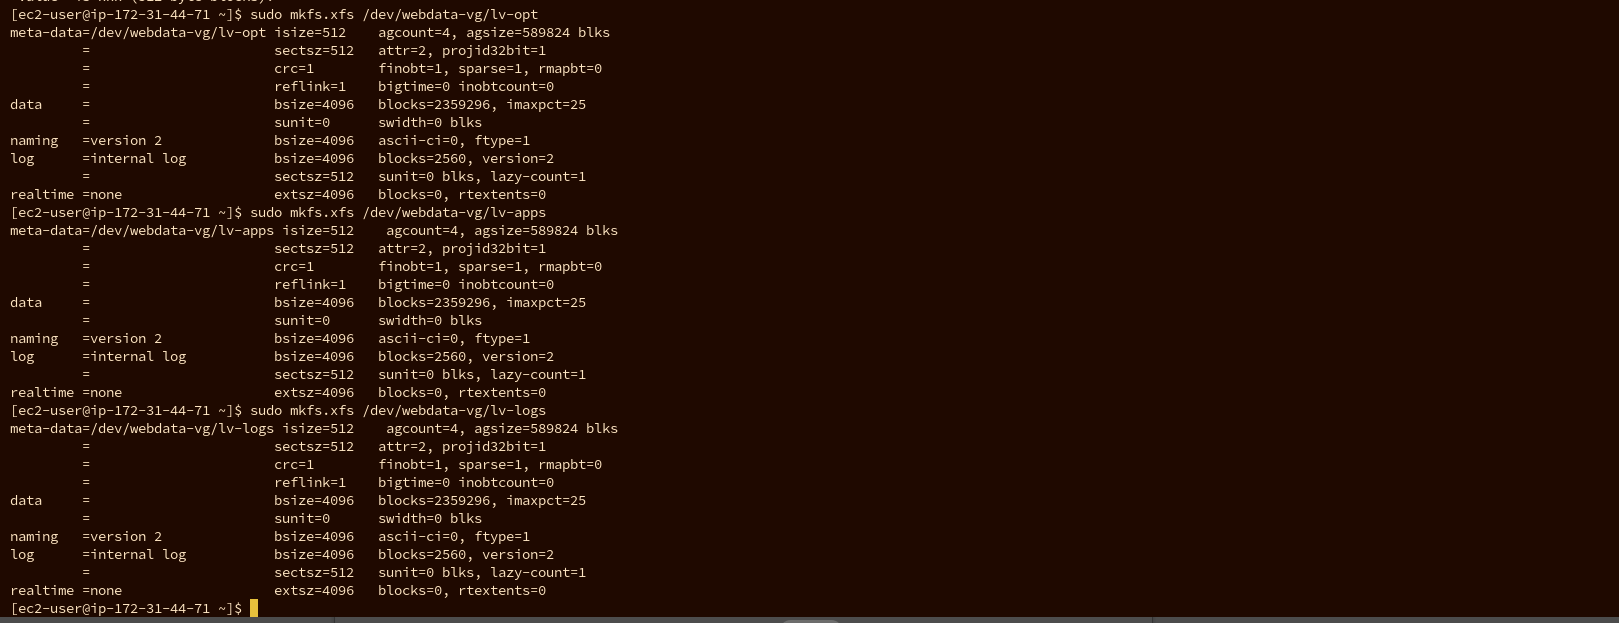 [ec2-user@ip-172-31-44-71 ~]$ sudo mkfs.xfs /dev/webdata-vg/lv-opt
meta-data=/dev/webdata-vg/lv-opt isize=512    agcount=4, agsize=589824 blks
         =                       sectsz=512   attr=2, projid32bit=1
         =                       crc=1        finobt=1, sparse=1, rmapbt=0
         =                       reflink=1    bigtime=0 inobtcount=0
data     =                       bsize=4096   blocks=2359296, imaxpct=25
         =                       sunit=0      swidth=0 blks
naming   =version 2              bsize=4096   ascii-ci=0, ftype=1
log      =internal log           bsize=4096   blocks=2560, version=2
         =                       sectsz=512   sunit=0 blks, lazy-count=1
realtime =none                   extsz=4096   blocks=0, rtextents=0
[ec2-user@ip-172-31-44-71 ~]$ sudo mkfs.xfs /dev/webdata-vg/lv-apps
meta-data=/dev/webdata-vg/lv-apps isize=512    agcount=4, agsize=589824 blks
         =                       sectsz=512   attr=2, projid32bit=1
         =                       crc=1        finobt=1, sparse=1, rmapbt=0
         =                       reflink=1    bigtime=0 inobtcount=0
data     =                       bsize=4096   blocks=2359296, imaxpct=25
         =                       sunit=0      swidth=0 blks
naming   =version 2              bsize=4096   ascii-ci=0, ftype=1
log      =internal log           bsize=4096   blocks=2560, version=2
         =                       sectsz=512   sunit=0 blks, lazy-count=1
realtime =none                   extsz=4096   blocks=0, rtextents=0
[ec2-user@ip-172-31-44-71 ~]$ sudo mkfs.xfs /dev/webdata-vg/lv-logs
meta-data=/dev/webdata-vg/lv-logs isize=512    agcount=4, agsize=589824 blks
         =                       sectsz=512   attr=2, projid32bit=1
         =                       crc=1        finobt=1, sparse=1, rmapbt=0
         =                       reflink=1    bigtime=0 inobtcount=0
data     =                       bsize=4096   blocks=2359296, imaxpct=25
         =                       sunit=0      swidth=0 blks
naming   =version 2              bsize=4096   ascii-ci=0, ftype=1
log      =internal log           bsize=4096   blocks=2560, version=2
         =                       sectsz=512   sunit=0 blks, lazy-count=1
realtime =none                   extsz=4096   blocks=0, rtextents=0
[ec2-user@ip-172-31-44-71 ~]$